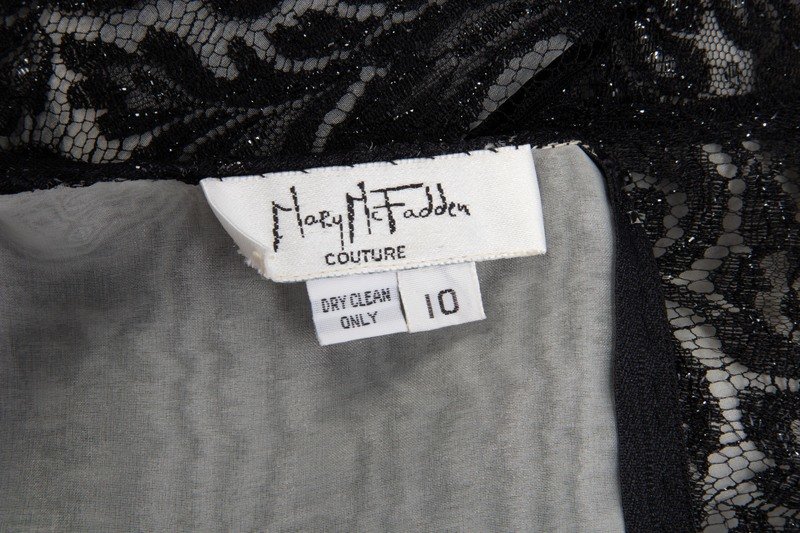 Mary McFadden
COUTURE
DRY CLEAN
ONLY
10